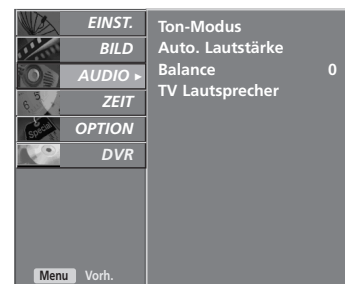 EINST.
BILD
AUDIO ▸
ZEIT
OPTION
DVR
Ton-Modus
Auto. Lautstärke
Balance 0
TV Lautsprecher
Menu Vorh.